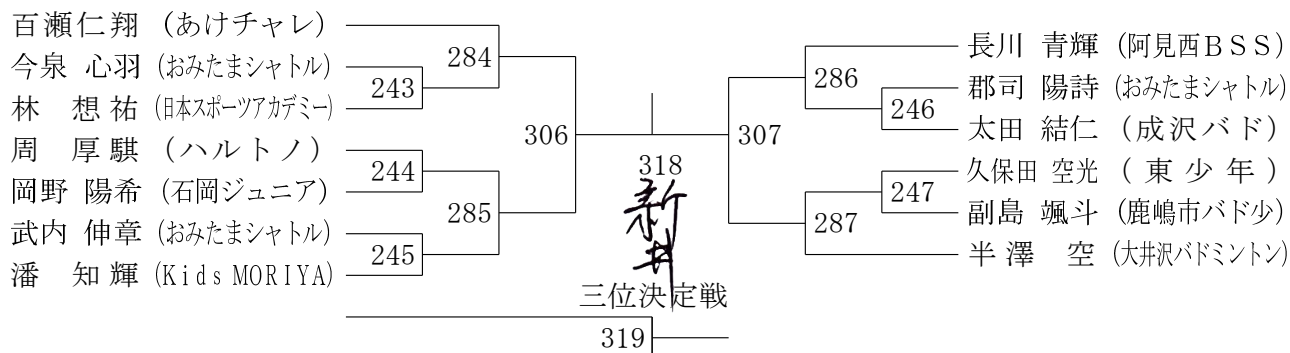 百瀬仁翔 (あけチャレ)
今泉 心羽 (おみたまシャトル)
林 想祐 (日本スポーツアカデミー)
周 厚騏 (ハルトノ)
岡野 陽希 (石岡ジュニア)
武内 伸章 (おみたまシャトル)
潘 知輝 (Kids MORIYA)
284
243
244
285
245
306
318
新井
三位決定戦
319
307
286
246
247
287
長川 青輝 (阿見西BSS)
郡司 陽詩 (おみたまシャトル)
太田 結仁 (成沢バド)
久保田 空光 (東少年)
副島 颯斗 (鹿嶋市バド少)
半澤 空 (大井沢バドミントン)